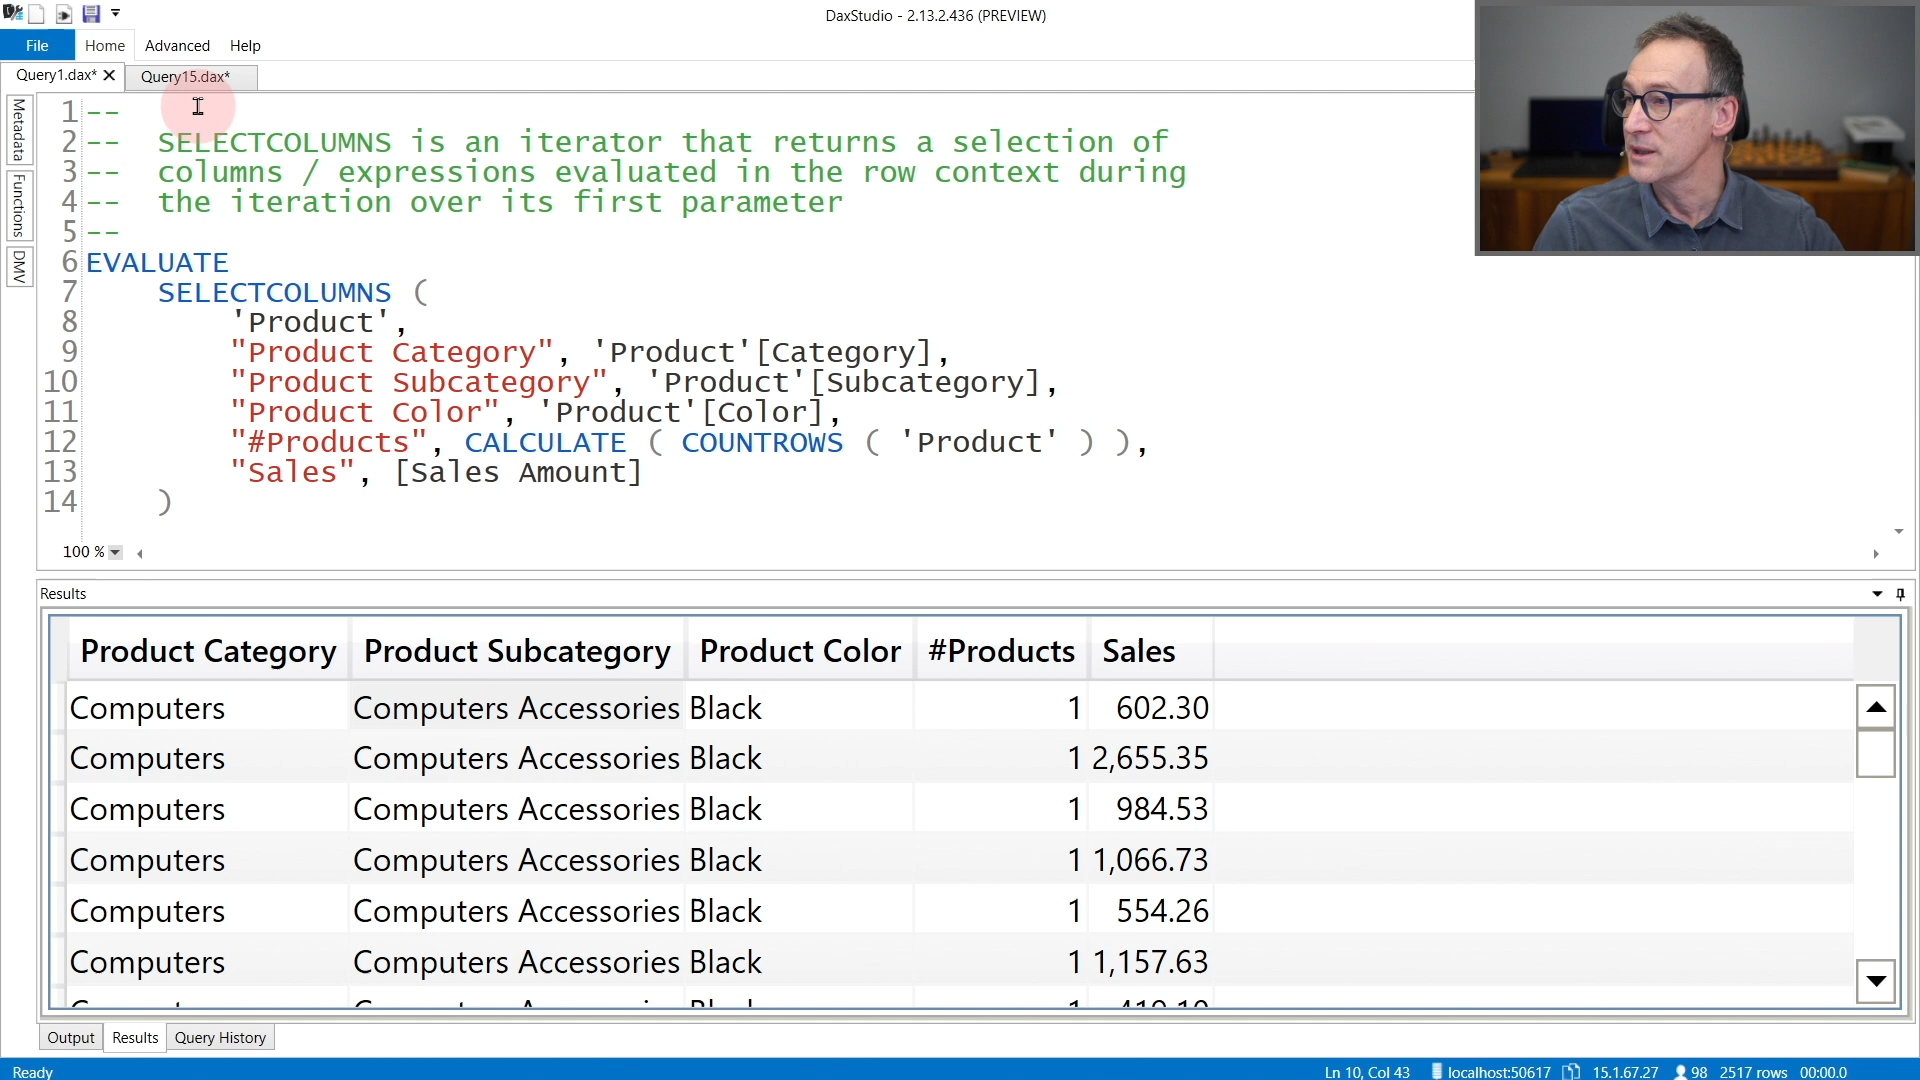 DaxStudio - 2.13.2.436 (PREVIEW)
File Home Advanced Help
Query1.dax* Query15.dax*
Metadata
Functions
DMV
1 --
2 -- SELECTCOLUMNS is an iterator that returns a selection of
3 -- columns / expressions evaluated in the row context during
4 -- the iteration over its first parameter
5 --
6 EVALUATE
7 SELECTCOLUMNS (
8 'Product',
9 "Product Category", 'Product'[Category],
10 "Product Subcategory", 'Product'[Subcategory],
11 "Product Color", 'Product'[Color],
12 "#Products", CALCULATE ( COUNTROWS ( 'Product' ) ),
13 "Sales", [Sales Amount]
14 )
100 %
Results
Product Category Product Subcategory Product Color #Products Sales
Computers Computers Accessories Black 1 602.30
Computers Computers Accessories Black 1 2,655.35
Computers Computers Accessories Black 1 984.53
Computers Computers Accessories Black 1 1,066.73
Computers Computers Accessories Black 1 554.26
Computers Computers Accessories Black 1 1,157.63
Output Results Query History
Ready Ln 10, Col 43 localhost:50617 15.1.67.27 98 2517 rows 00:00.0